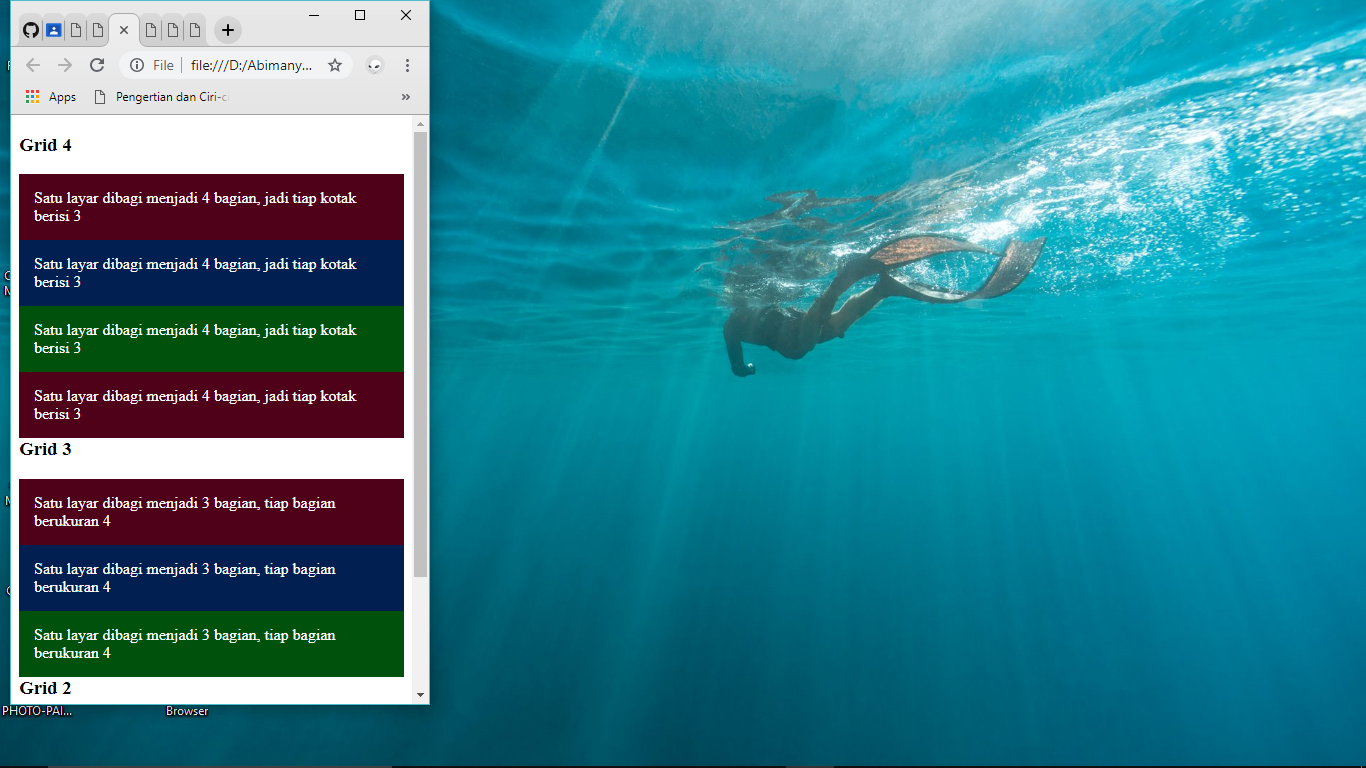 File
file:///D:/Abimany...
Apps
Pengertian dan Ciri-c
»
Grid 4
Satu layar dibagi menjadi 4 bagian, jadi tiap kotak
berisi 3
Satu layar dibagi menjadi 4 bagian, jadi tiap kotak
berisi 3
Satu layar dibagi menjadi 4 bagian, jadi tiap kotak
berisi 3
Satu layar dibagi menjadi 4 bagian, jadi tiap kotak
berisi 3
Grid 3
Satu layar dibagi menjadi 3 bagian, tiap bagian
berukuran 4
Satu layar dibagi menjadi 3 bagian, tiap bagian
berukuran 4
Satu layar dibagi menjadi 3 bagian, tiap bagian
berukuran 4
Grid 2
PHOTO-PAI...
Browser